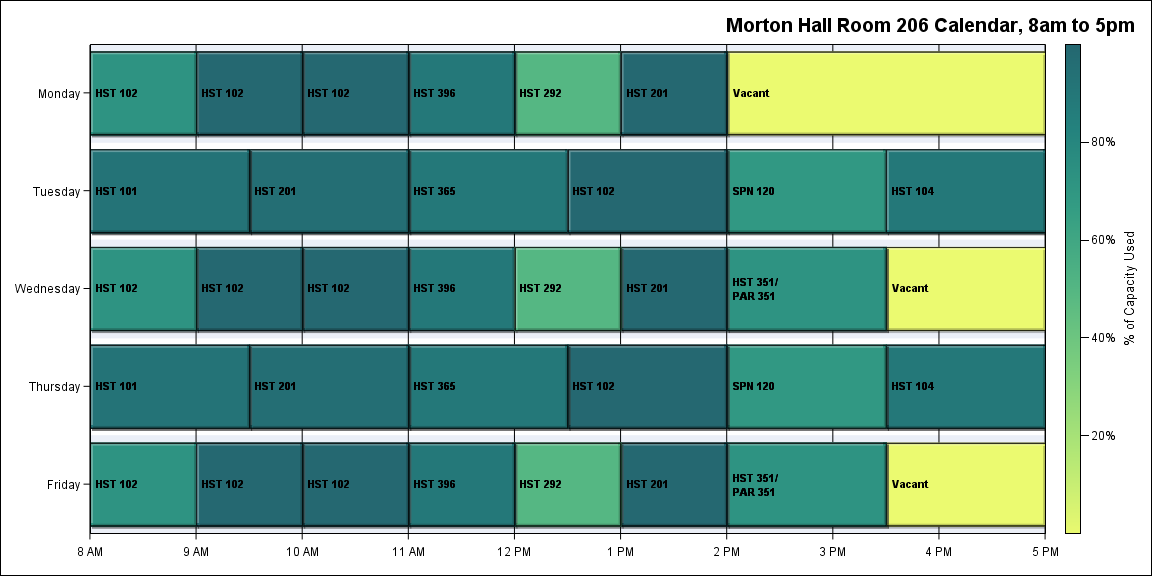 Morton Hall Room 206 Calendar, 8am to 5pm
Monday
HST 102
HST 102
HST 102
HST 396
HST 292
HST 201
Vacant
Tuesday
HST 101
HST 201
HST 365
HST 102
SPN 120
HST 104
Wednesday
HST 102
HST 102
HST 102
HST 396
HST 292
HST 201
HST 351/
PAR 351
Vacant
Thursday
HST 101
HST 201
HST 365
HST 102
SPN 120
HST 104
Friday
HST 102
HST 102
HST 102
HST 396
HST 292
HST 201
HST 351/
PAR 351
Vacant
8 AM
9 AM
10 AM
11 AM
12 PM
1 PM
2 PM
3 PM
4 PM
5 PM
80%
60%
40%
20%
% of Capacity Used